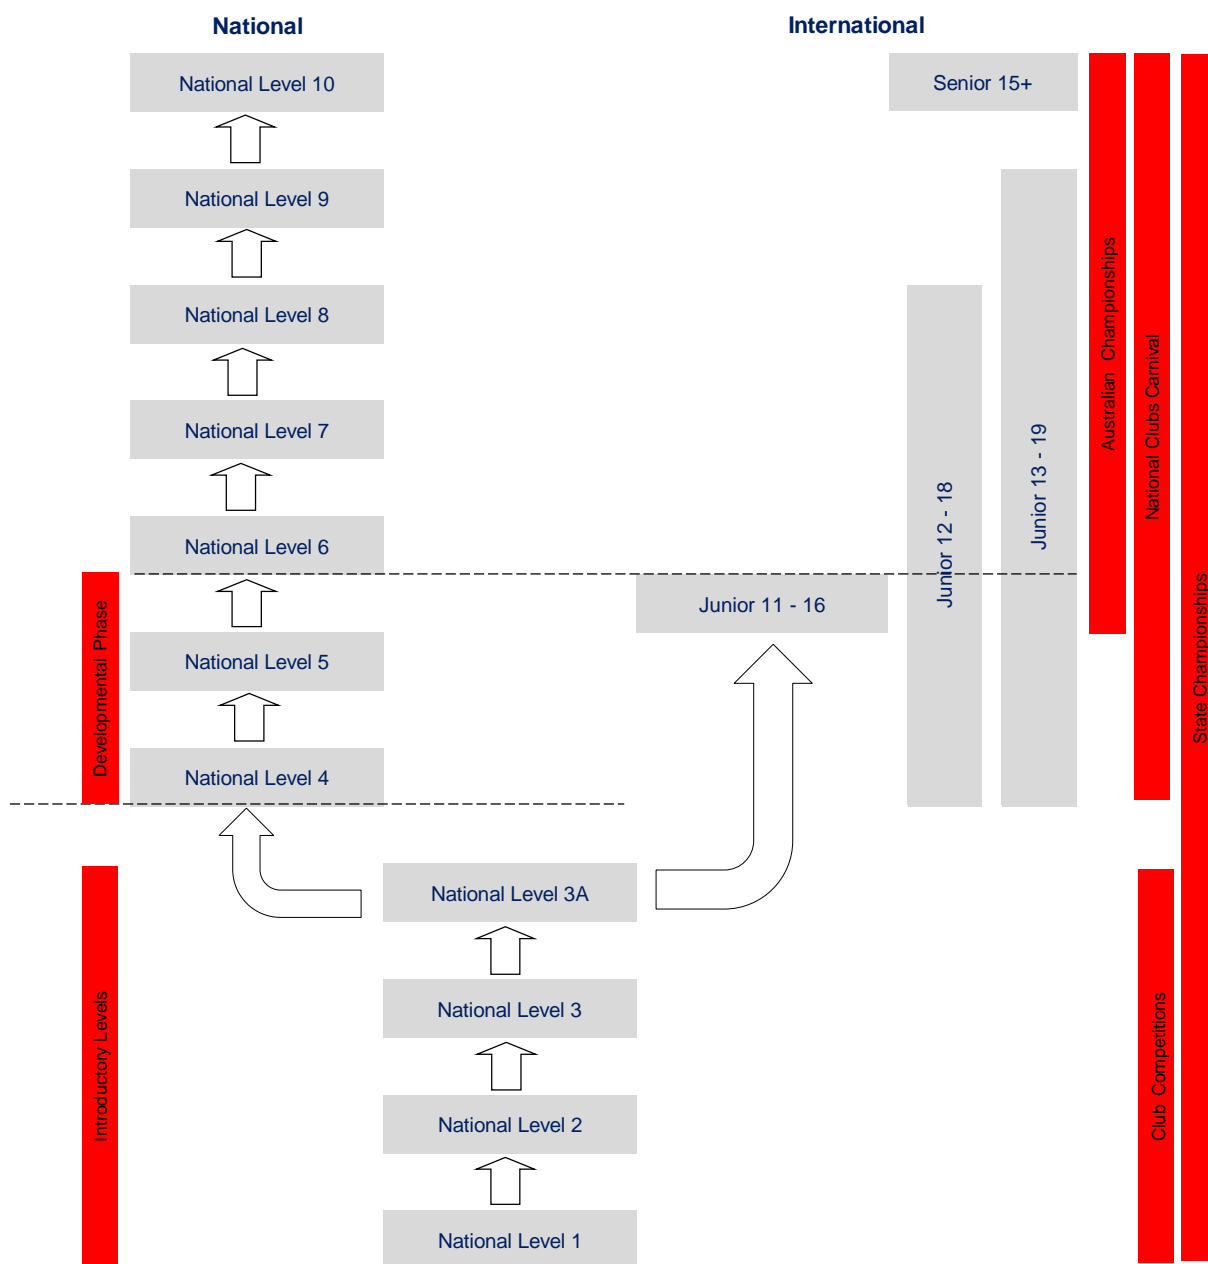 National
International
National Level 10
Senior 15+
National Level 9
National Level 8
National Level 7
National Level 6
National Level 5
National Level 4
Junior 11 - 16
Junior 12 - 18
Junior 13 - 19
Australian Championships
National Clubs Carnival
State Championships
Developmental Phase
National Level 3A
National Level 3
National Level 2
National Level 1
Introductory Levels
Club Competitions